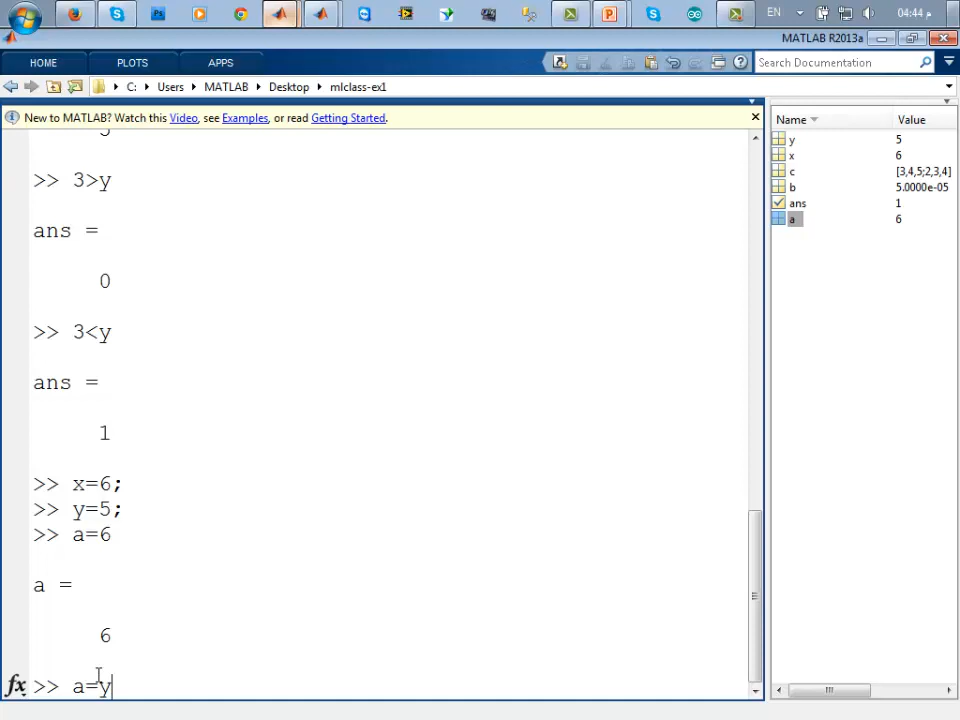 EN
04:44 م
MATLAB R2013a
HOME PLOTS APPS
Search Documentation
C: Users MATLAB Desktop mlclass-ex1
New to MATLAB? Watch this Video, see Examples, or read Getting Started.
>> 3>y
ans =
0
>> 3<y
ans =
1
>> x=6;
>> y=5;
>> a=6
a =
6
fx >> a=y
Name Value
y 5
x 6
c [3,4,5;2,3,4]
b 5.0000e-05
ans 1
a 6